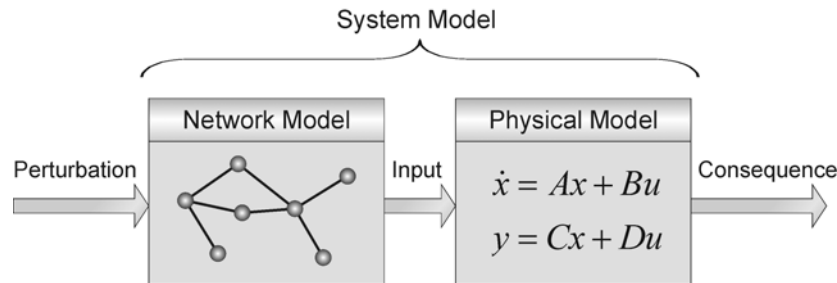 System Model
Network Model
Physical Model
Perturbation
Input
Consequence
ẋ = Ax + Bu
y = Cx + Du